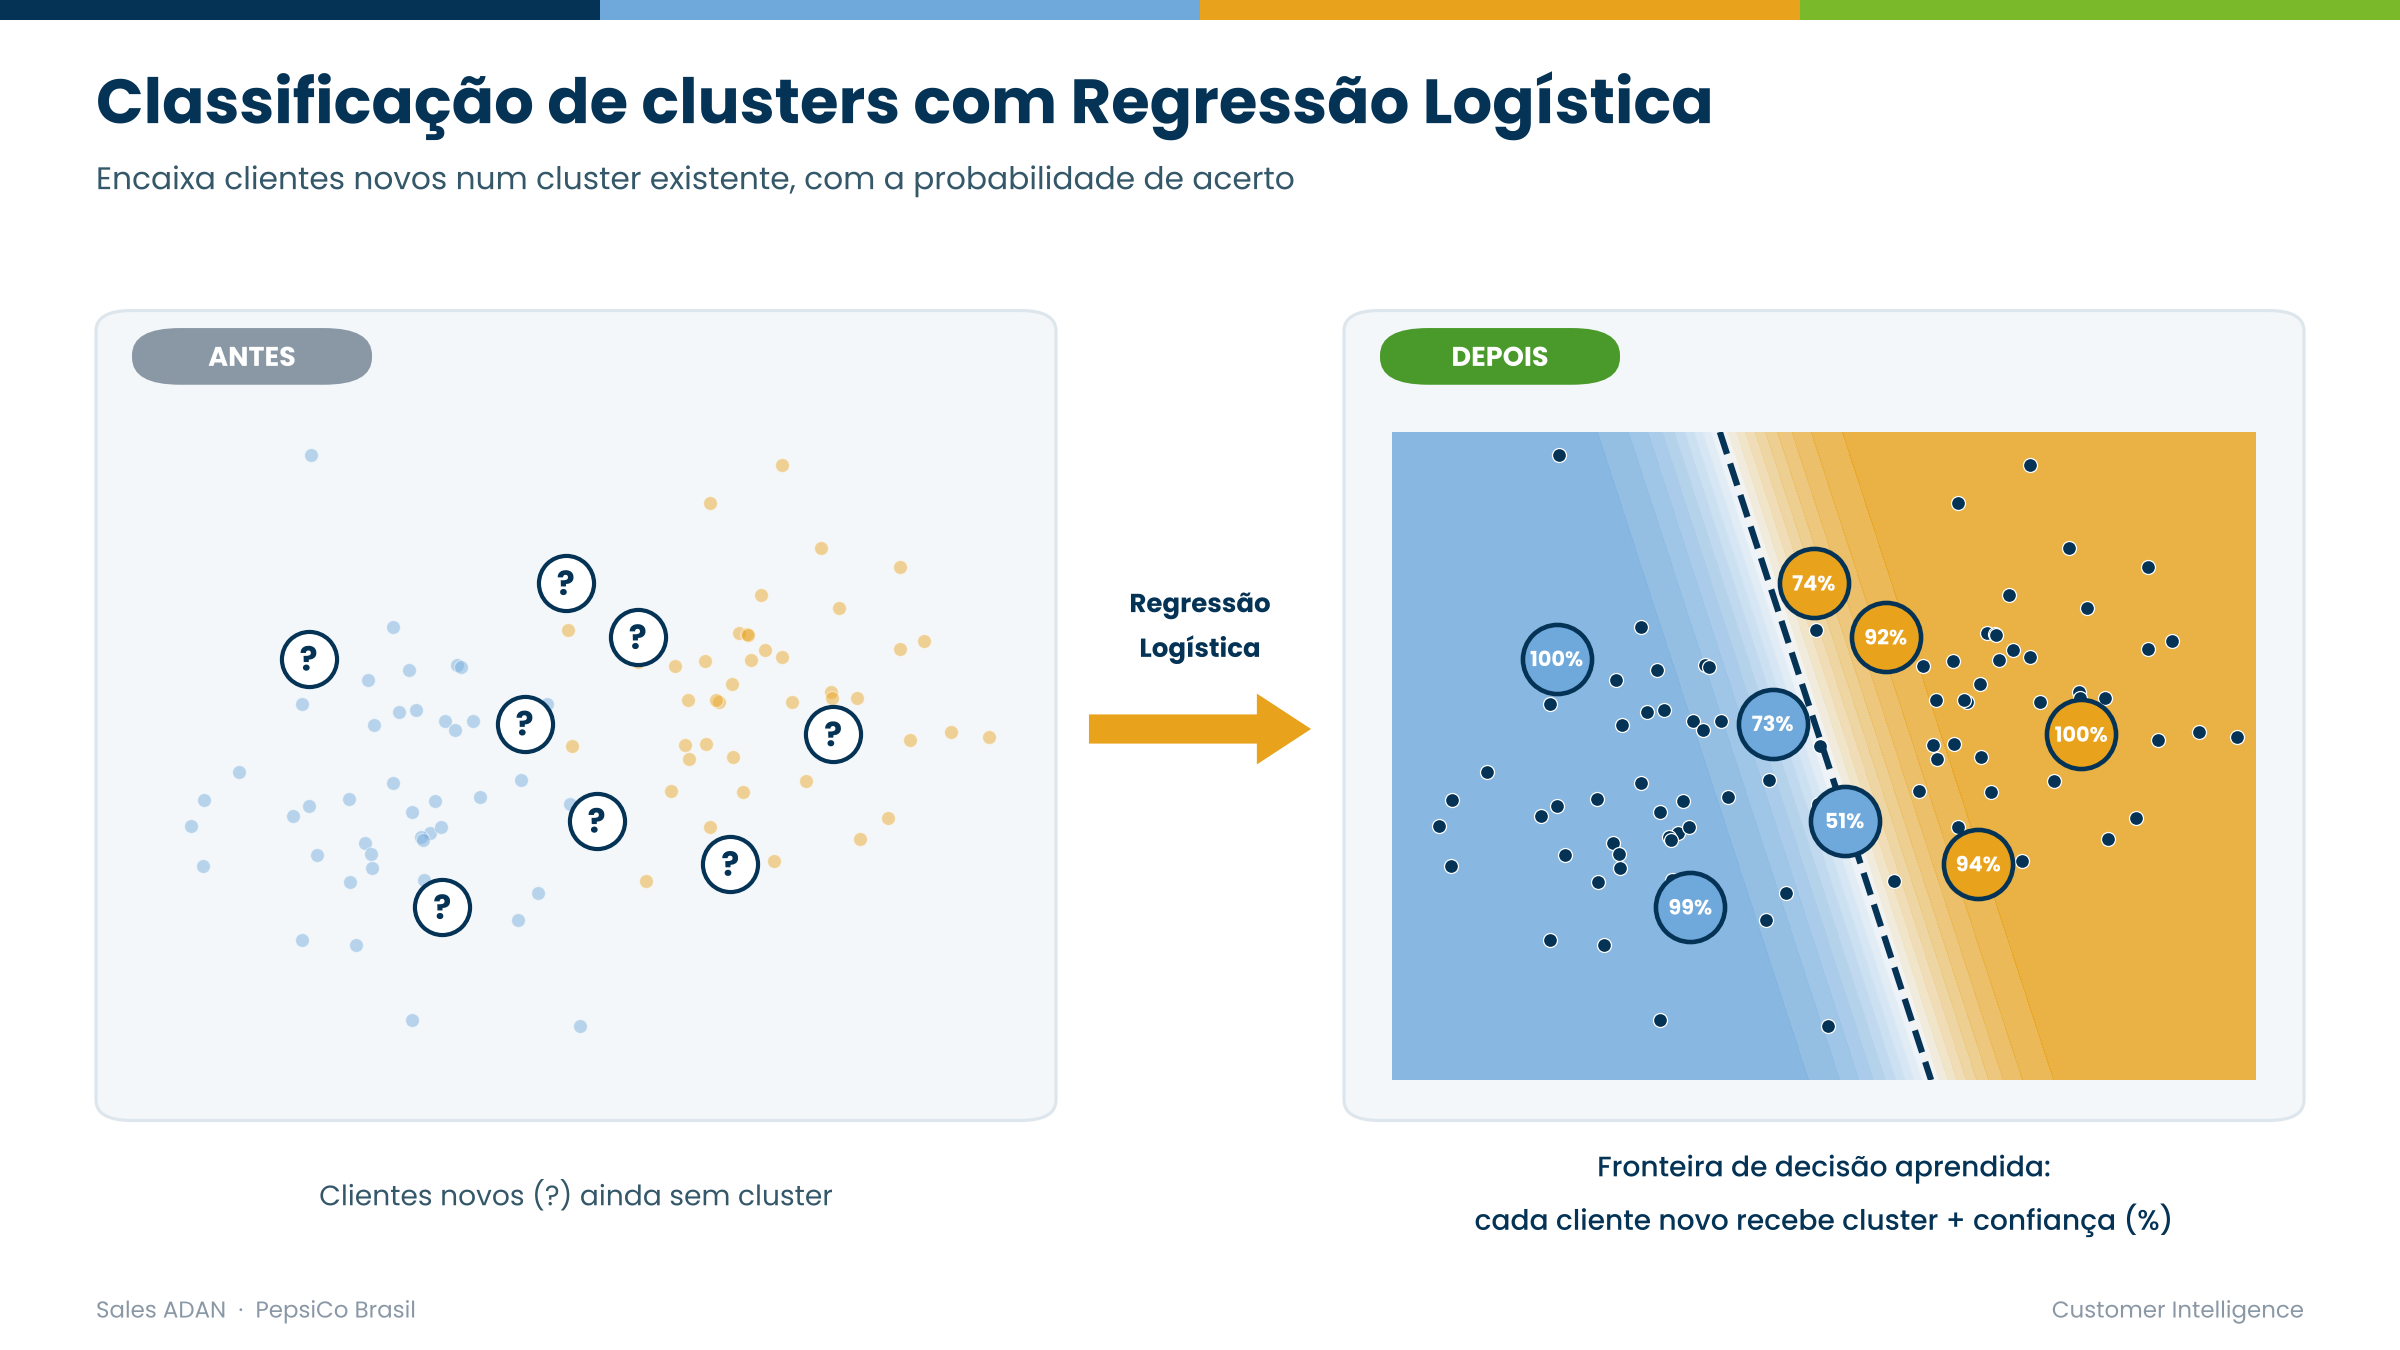 Classificação de clusters com Regressão Logística
Encaixa clientes novos num cluster existente, com a probabilidade de acerto
ANTES
?
?
?
?
?
?
?
?
Clientes novos (?) ainda sem cluster
Regressão
Logística
DEPOIS
74%
92%
100%
73%
100%
51%
94%
99%
Fronteira de decisão aprendida:
cada cliente novo recebe cluster + confiança (%)
Sales ADAN · PepsiCo Brasil
Customer Intelligence